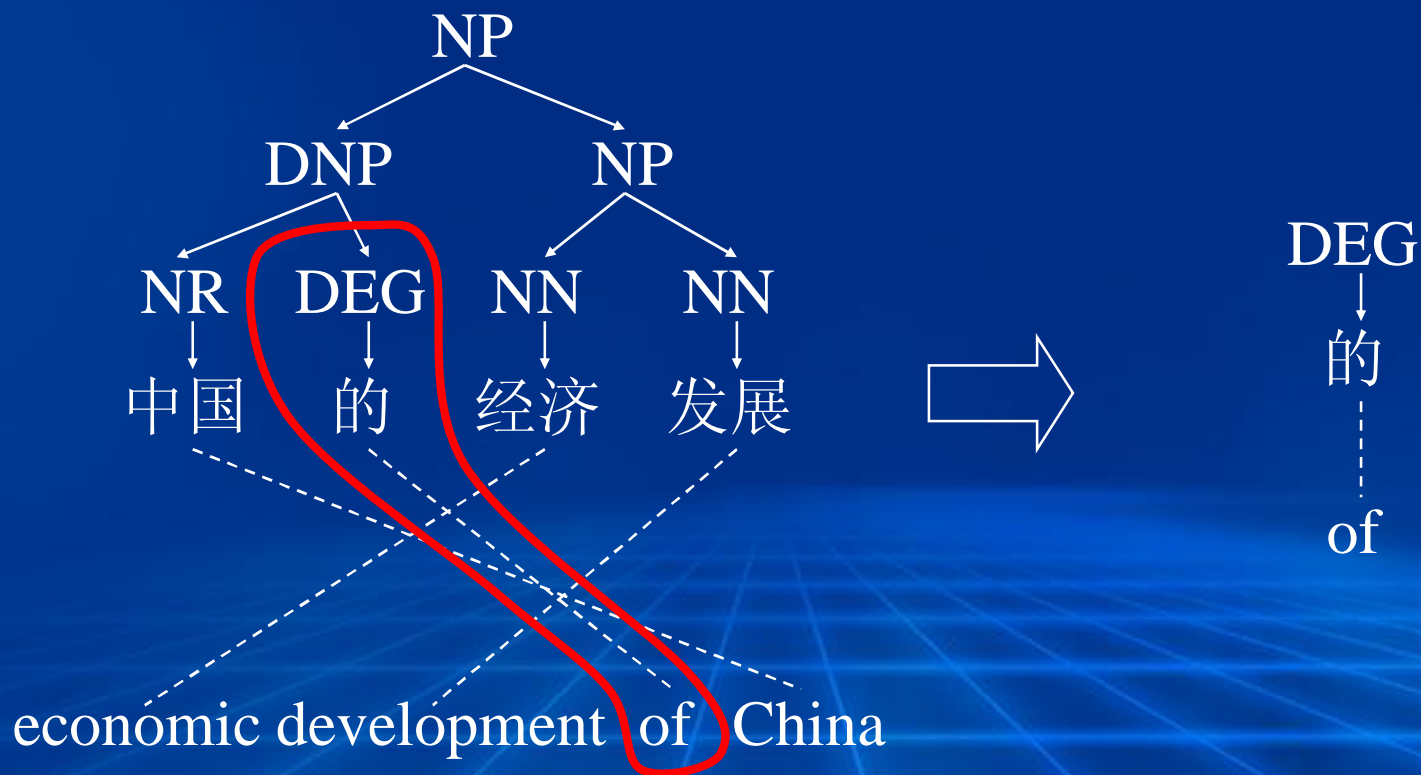 NP
DNP NP
NR DEG NN NN
中国 的 经济 发展
economic development of China
DEG
的
of